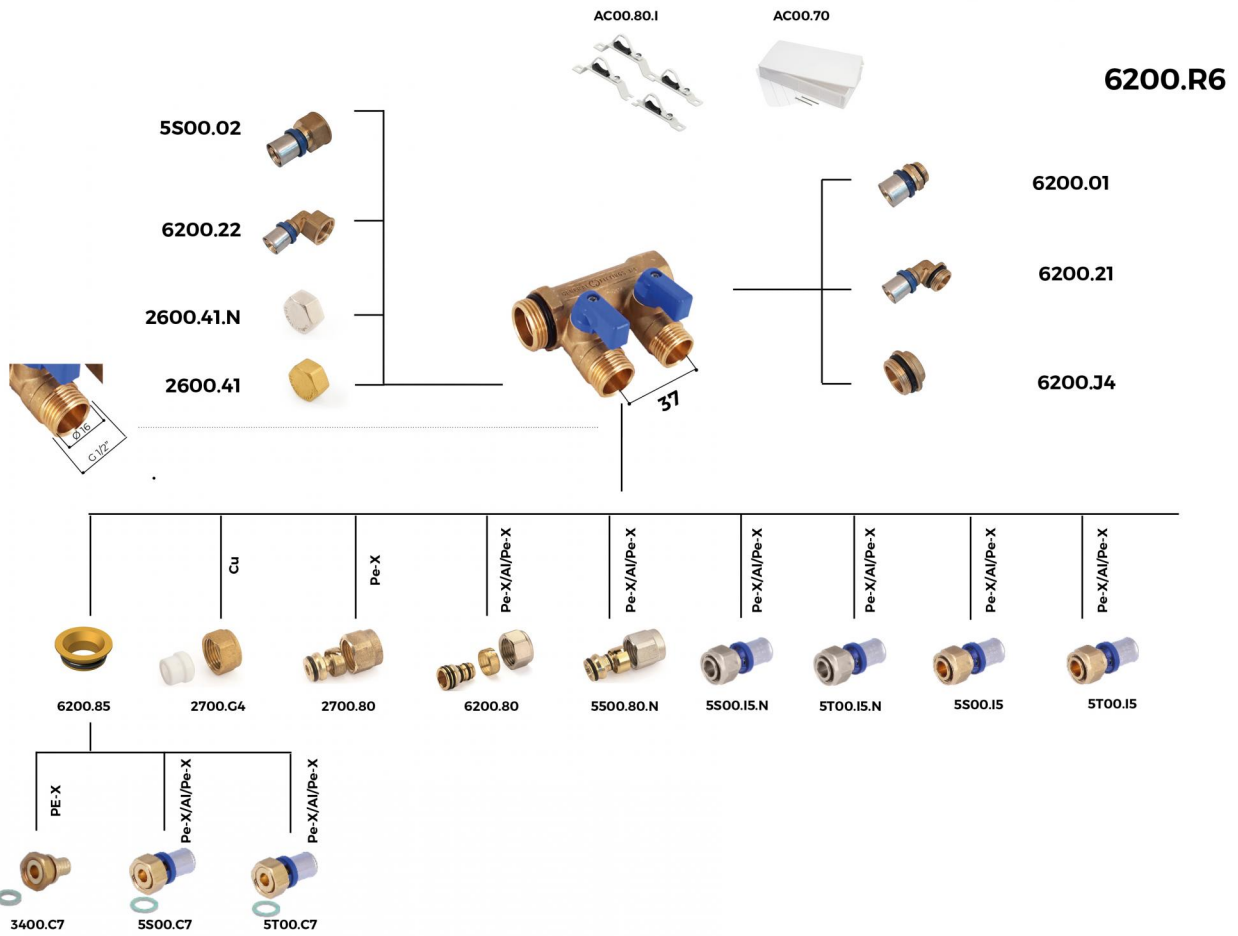 AC00.80.I
AC00.70
6200.R6
5S00.02
6200.22
2600.41.N
2600.41
6200.01
6200.21
6200.J4
37
Ø 16
G 1/2"
Cu
Pe-X
Pe-X/Al/Pe-X
Pe-X/Al/Pe-X
Pe-X/Al/Pe-X
Pe-X/Al/Pe-X
Pe-X/Al/Pe-X
Pe-X/Al/Pe-X
6200.85
2700.G4
2700.80
6200.80
5500.80.N
5S00.I5.N
5T00.I5.N
5S00.I5
5T00.I5
PE-X
Pe-X/Al/Pe-X
Pe-X/Al/Pe-X
3400.C7
5S00.C7
5T00.C7